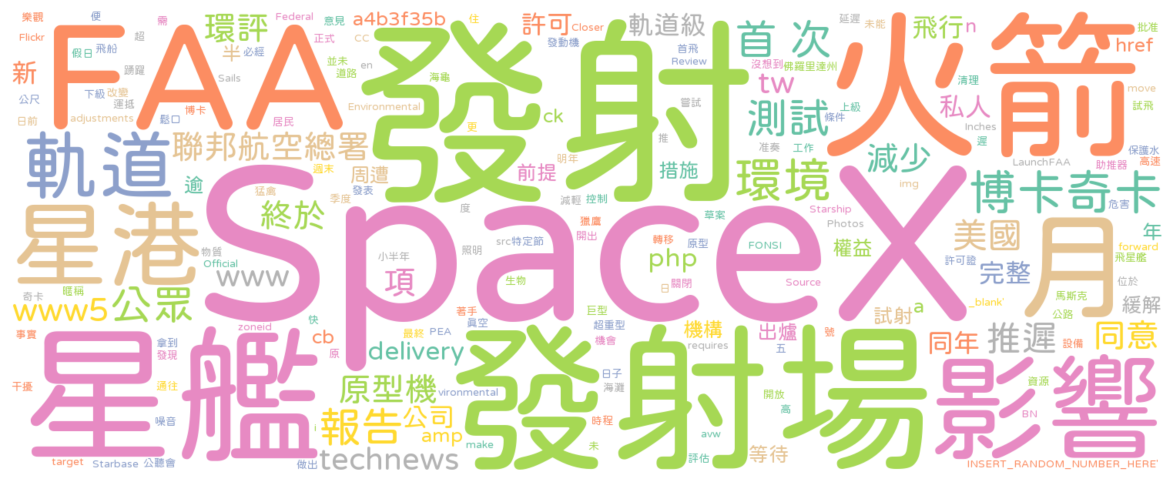 樂觀
需
環評
便
Federal
FAA
意見
住
a4b3f35b
許可
Closer
軌道級
首次
延遲
未能
飛行
n
批准
Flickr
飛船
超
正式
CC
發動機
發射
首飛
Review
沒想到
佛羅里達州
火箭
href
假日
半
必經
並未
道路
en
海龜
tw
清理
新
踴躍
Sails
Environmental
ck
嘗試
測試
上級
私人
move
試飛
公尺
下級
改變
博卡
運抵
條件
Inches
日前
adjustments
鬆口
居民
更
推
准奏
工作
遲
軌道
聯邦航空總署
週末
前提
明年
措施
減少
LaunchFAA
保護水
助推器
高速
周遭
發表
環境
逾
猛禽
季度
度
減輕
控制
博卡奇卡
危害
星港
終於
SpaceX
獵鷹
草案
Starship
美國
月
年
開出
原型
Photos
權益
forward
物質
小半年
照明
src
特定節
轉移
FONSI
許可證
飛星艦
Official
www
項
php
img
完整
位於
奇卡
暱稱
生物
日
關閉
Source
_blank'
馬斯克
緩解
www5
公眾
著手
巨型
試射
a
公路
事實
快
真空
超重型
機構
出爐
號
推遲
同意
zoneid
cb
最終
PEA
機會
requires
同年
設備
拿到
發現
原
delivery
五
星艦
干擾
通往
原型機
vironmental
發射場
日子
海灘
開放
影響
資源
噪音
報告
公司
i
高
時程
BN
amp
make
未
avw
target
Starbase
公聽會
做出
technews
評估
等待
INSERT_RANDOM_NUMBER_HERE'